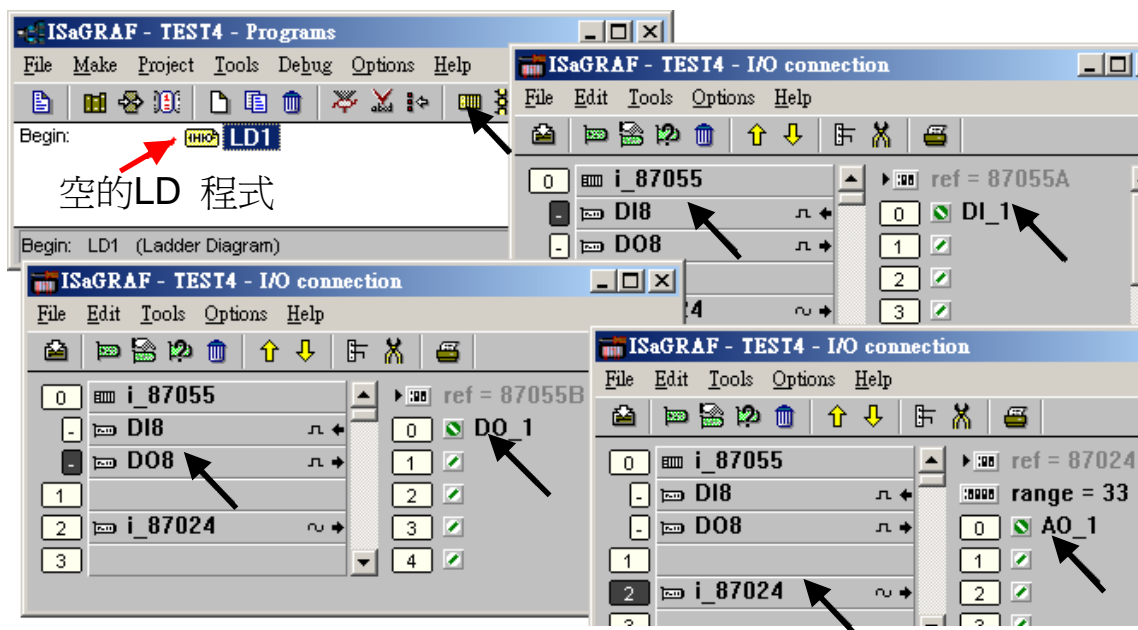 ISaGRAF - TEST4 - Programs
File Make Project Tools Debug Options Help
Begin:
LD1
空的LD 程式
Begin: LD1 (Ladder Diagram)
ISaGRAF - TEST4 - I/O connection
File Edit Tools Options Help
0 i_87055
- DI8
- DO8
ref = 87055A
0 DI_1
1
2
3
ISaGRAF - TEST4 - I/O connection
File Edit Tools Options Help
0 i_87055
- DI8
- DO8
1
2 i_87024
3
ref = 87055B
0 DO_1
1
2
3
4
ISaGRAF - TEST4 - I/O connection
File Edit Tools Options Help
0 i_87055
- DI8
- DO8
1
2 i_87024
3
ref = 87024
range = 33
0 AO_1
1
2
3